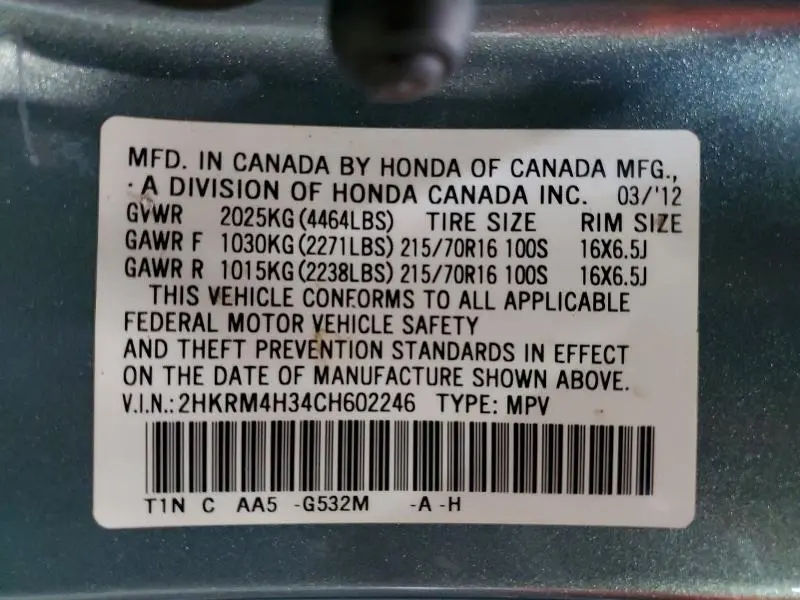 MFD. IN CANADA BY HONDA OF CANADA MFG.,
A DIVISION OF HONDA CANADA INC. 03/'12
GVWR 2025KG (4464LBS) TIRE SIZE RIM SIZE
GAWR F 1030KG (2271LBS) 215/70R16 100S 16X6.5J
GAWR R 1015KG (2238LBS) 215/70R16 100S 16X6.5J
THIS VEHICLE CONFORMS TO ALL APPLICABLE
FEDERAL MOTOR VEHICLE SAFETY
AND THEFT PREVENTION STANDARDS IN EFFECT
ON THE DATE OF MANUFACTURE SHOWN ABOVE.
V.I.N.: 2HKRM4H34CH602246 TYPE: MPV
T1N C AA5 -G532M -A -H